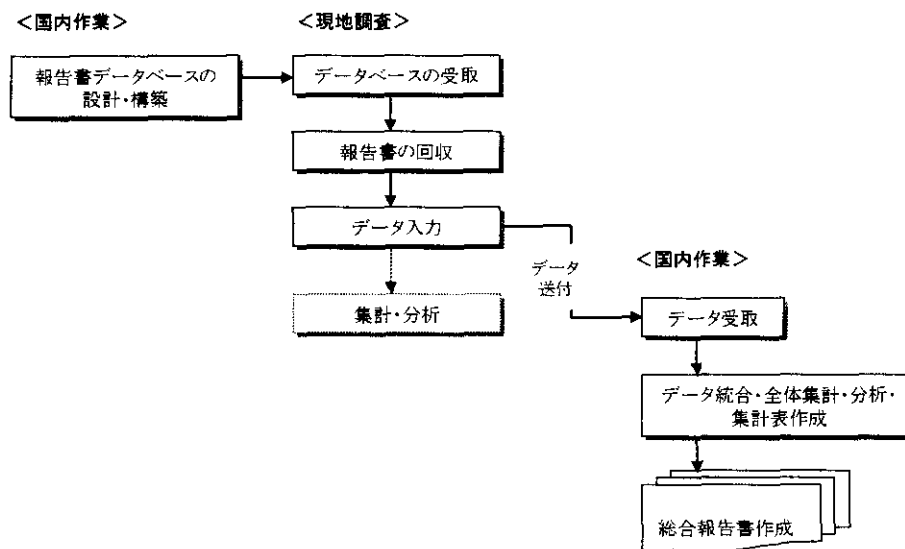 ＜国内作業＞
＜現地調査＞
報告書データベースの
設計・構築
データベースの受取
報告書の回収
データ入力
集計・分析
データ
送付
＜国内作業＞
データ受取
データ統合・全体集計・分析・
集計表作成
総合報告書作成